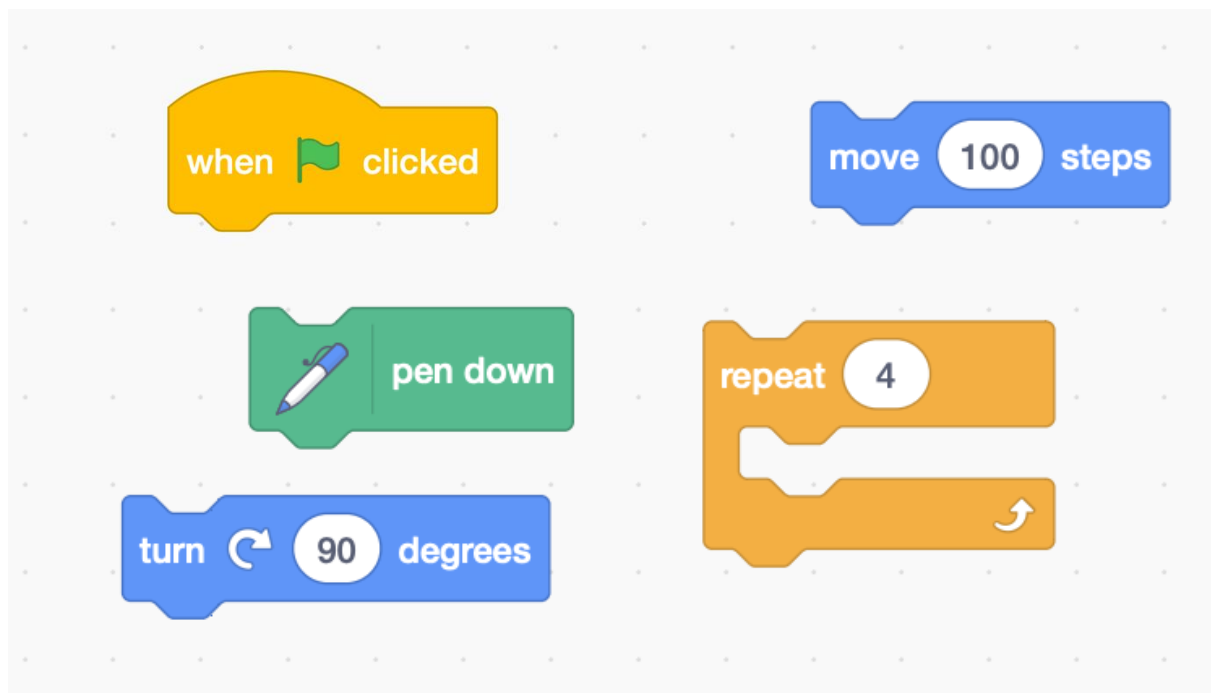 when clicked
move 100 steps
pen down
repeat 4
turn 90 degrees